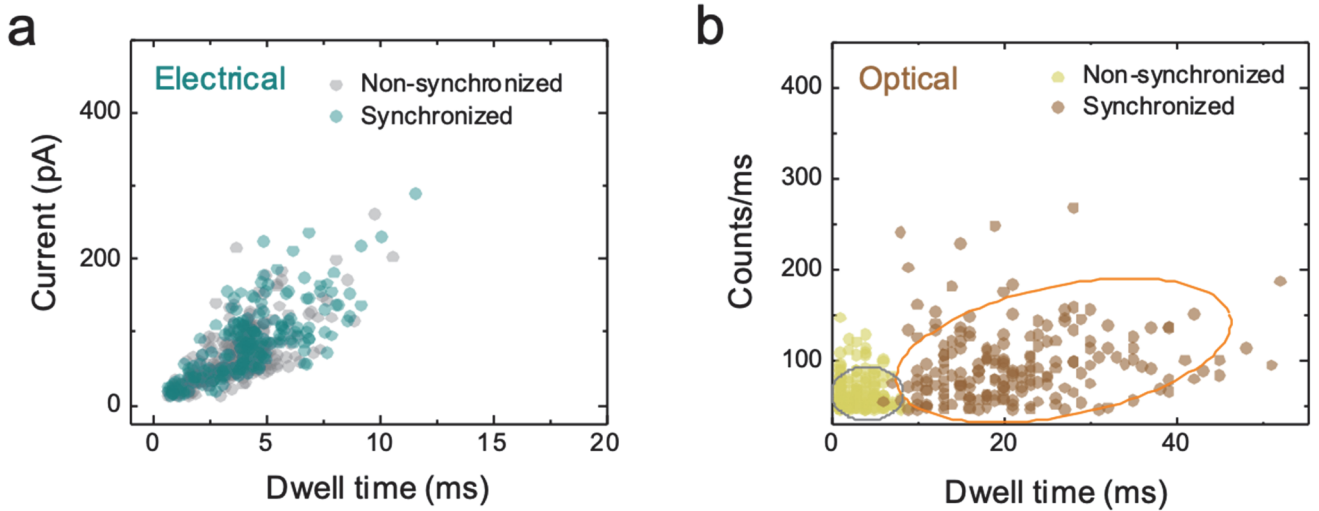 a
Electrical
Non-synchronized
Synchronized
400
200
0
Current (pA)
0 5 10 15 20
Dwell time (ms)
b
Optical
Non-synchronized
Synchronized
400
300
200
100
Counts/ms
0 20 40
Dwell time (ms)